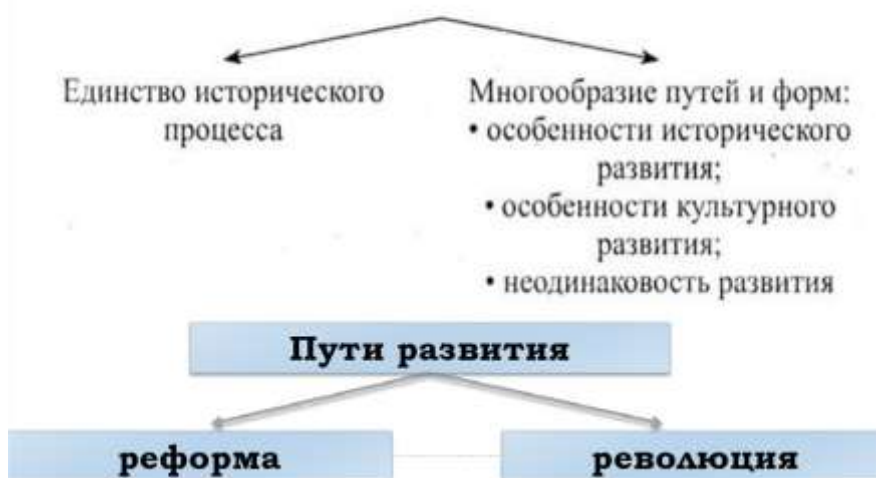 Единство исторического
процесса
Многообразие путей и форм:
• особенности исторического
развития;
• особенности культурного
развития;
• неодинаковость развития
Пути развития
реформа
революция